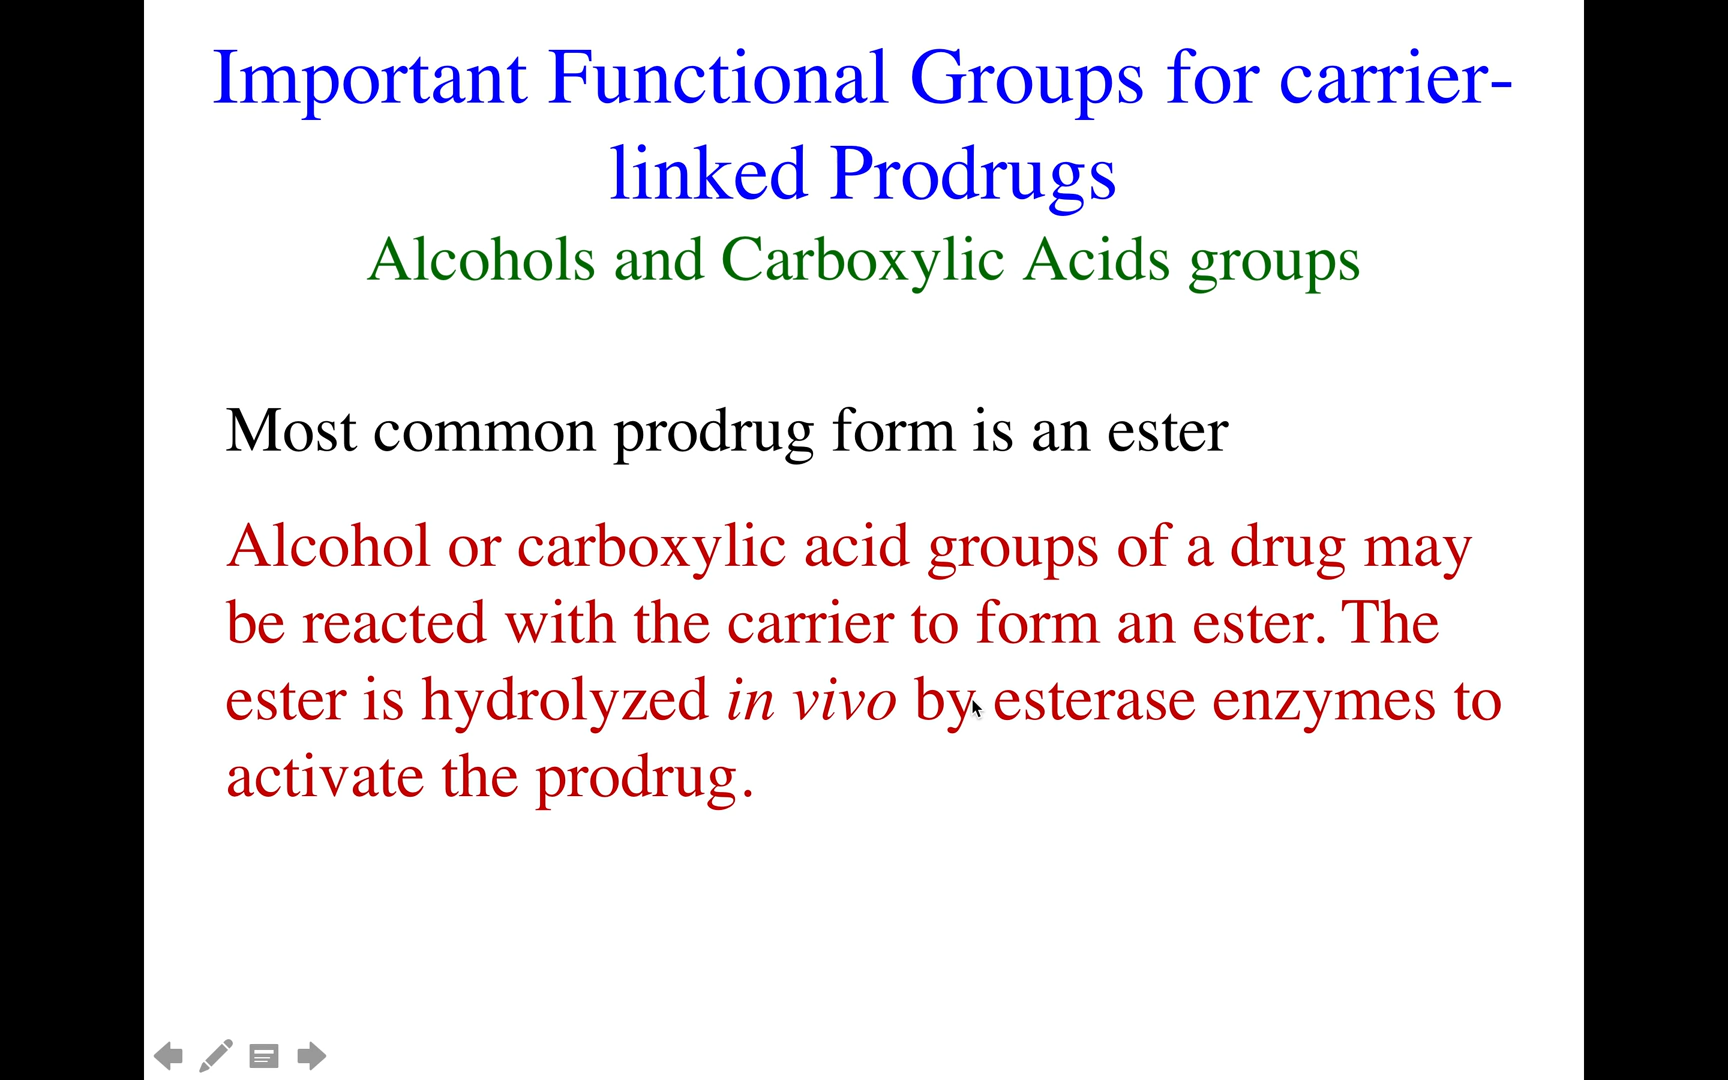 Important Functional Groups for carrier-
linked Prodrugs
Alcohols and Carboxylic Acids groups
Most common prodrug form is an ester
Alcohol or carboxylic acid groups of a drug may
be reacted with the carrier to form an ester. The
ester is hydrolyzed in vivo by esterase enzymes to
activate the prodrug.